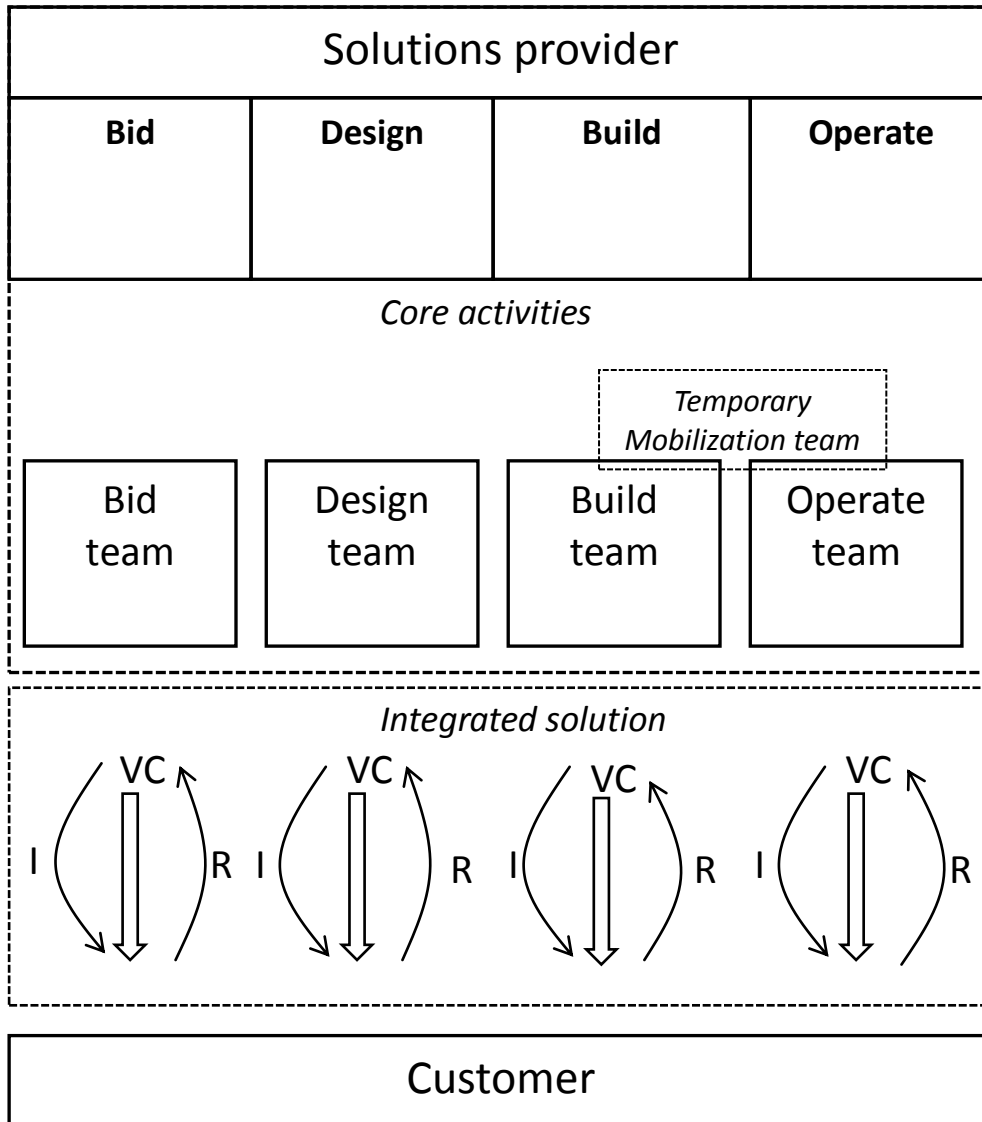 Solutions provider
Bid Design Build Operate
Core activities
Temporary
Mobilization team
Bid
team
Design
team
Build
team
Operate
team
Integrated solution
VC VC VC VC
I R I R I R I R
Customer